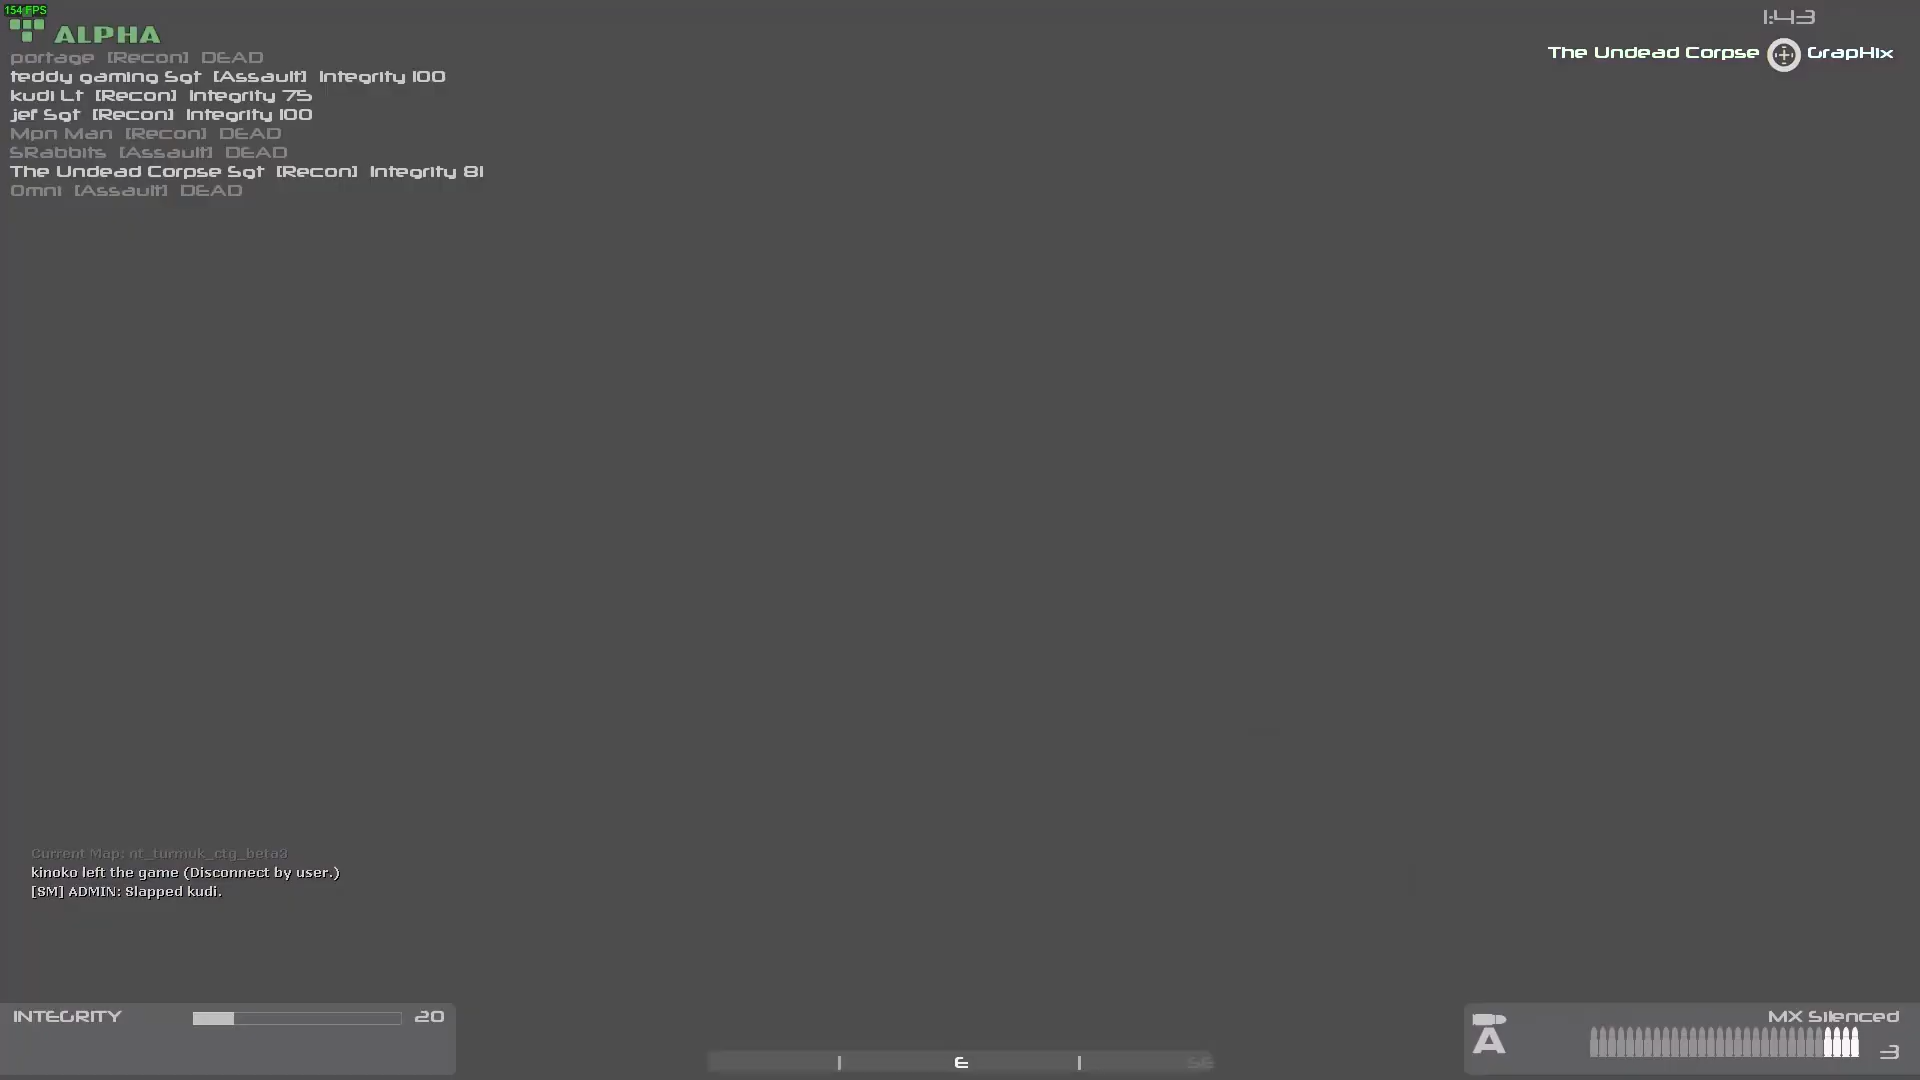 154 FPS
ALPHA
portage [Recon] DEAD
teddy gaming Sgt [Assault] Integrity 100
kudi Lt [Recon] Integrity 75
jef Sgt [Recon] Integrity 100
Mpn Man [Recon] DEAD
SRabbits [Assault] DEAD
The Undead Corpse Sgt [Recon] Integrity 81
Omni [Assault] DEAD
1:43
The Undead Corpse GrapHix
Current Map: nt_turmuk_ctg_beta3
kinoko left the game (Disconnect by user.)
[SM] ADMIN: Slapped kudi.
INTEGRITY 20
E SE
MX Silenced
A 3